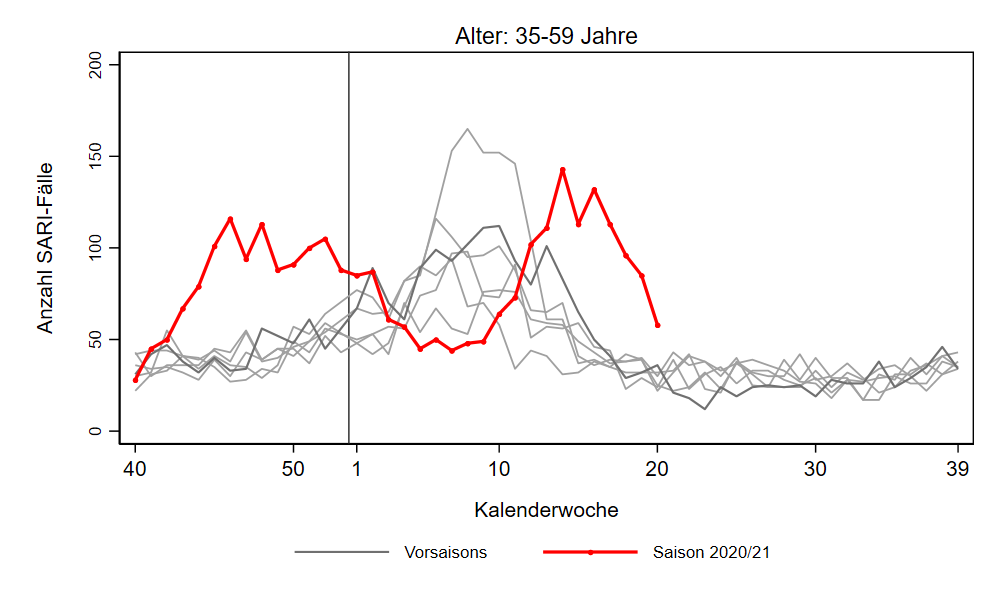 Alter: 35-59 Jahre
Anzahl SARI-Fälle
200
150
100
50
0
40 50 1 10 20 30 39
Kalenderwoche
Vorsaisons Saison 2020/21